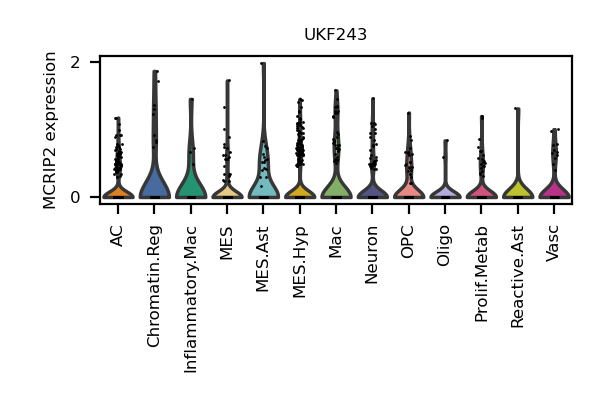 UKF243
MCRIP2 expression
2
0
AC
Chromatin.Reg
Inflammatory.Mac
MES
MES.Ast
MES.Hyp
Mac
Neuron
OPC
Oligo
Prolif.Metab
Reactive.Ast
Vasc